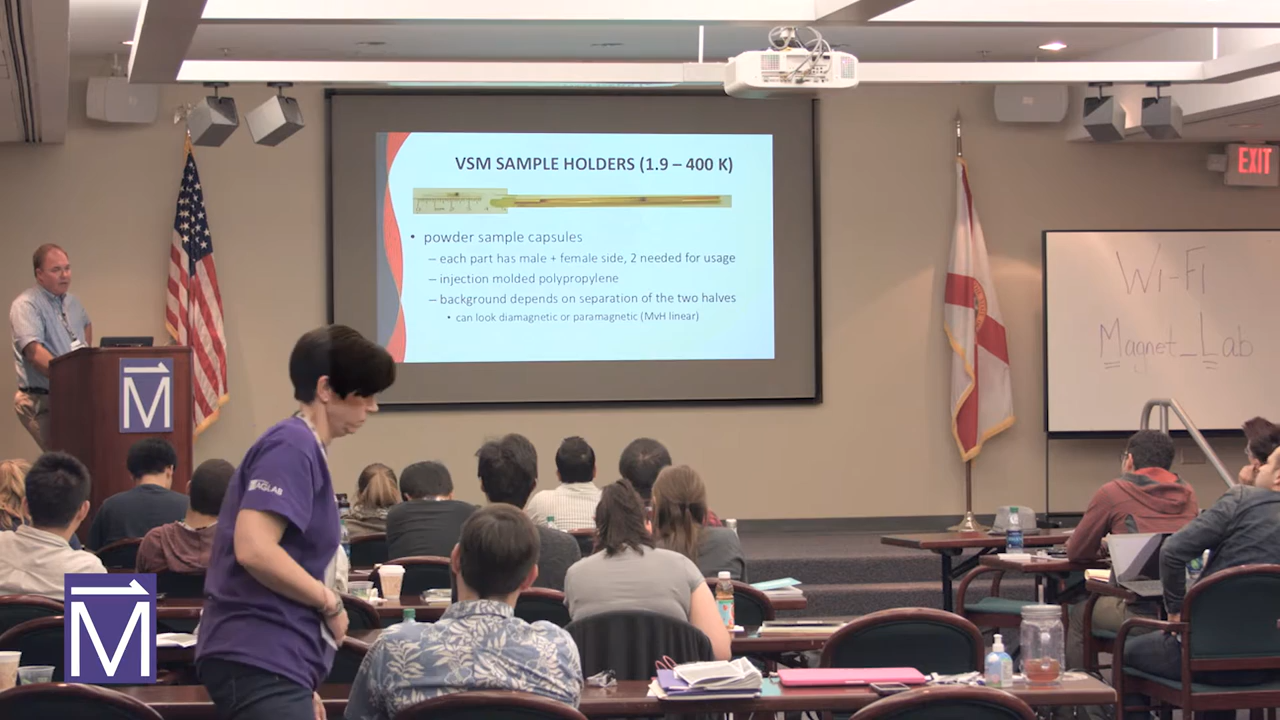 VSM SAMPLE HOLDERS (1.9 – 400 K)
• powder sample capsules
– each part has male + female side, 2 needed for usage
– injection molded polypropylene
– background depends on separation of the two halves
• can look diamagnetic or paramagnetic (MvH linear)
EXIT
Wi-Fi
Magnet_Lab
M
MAGLAB
M